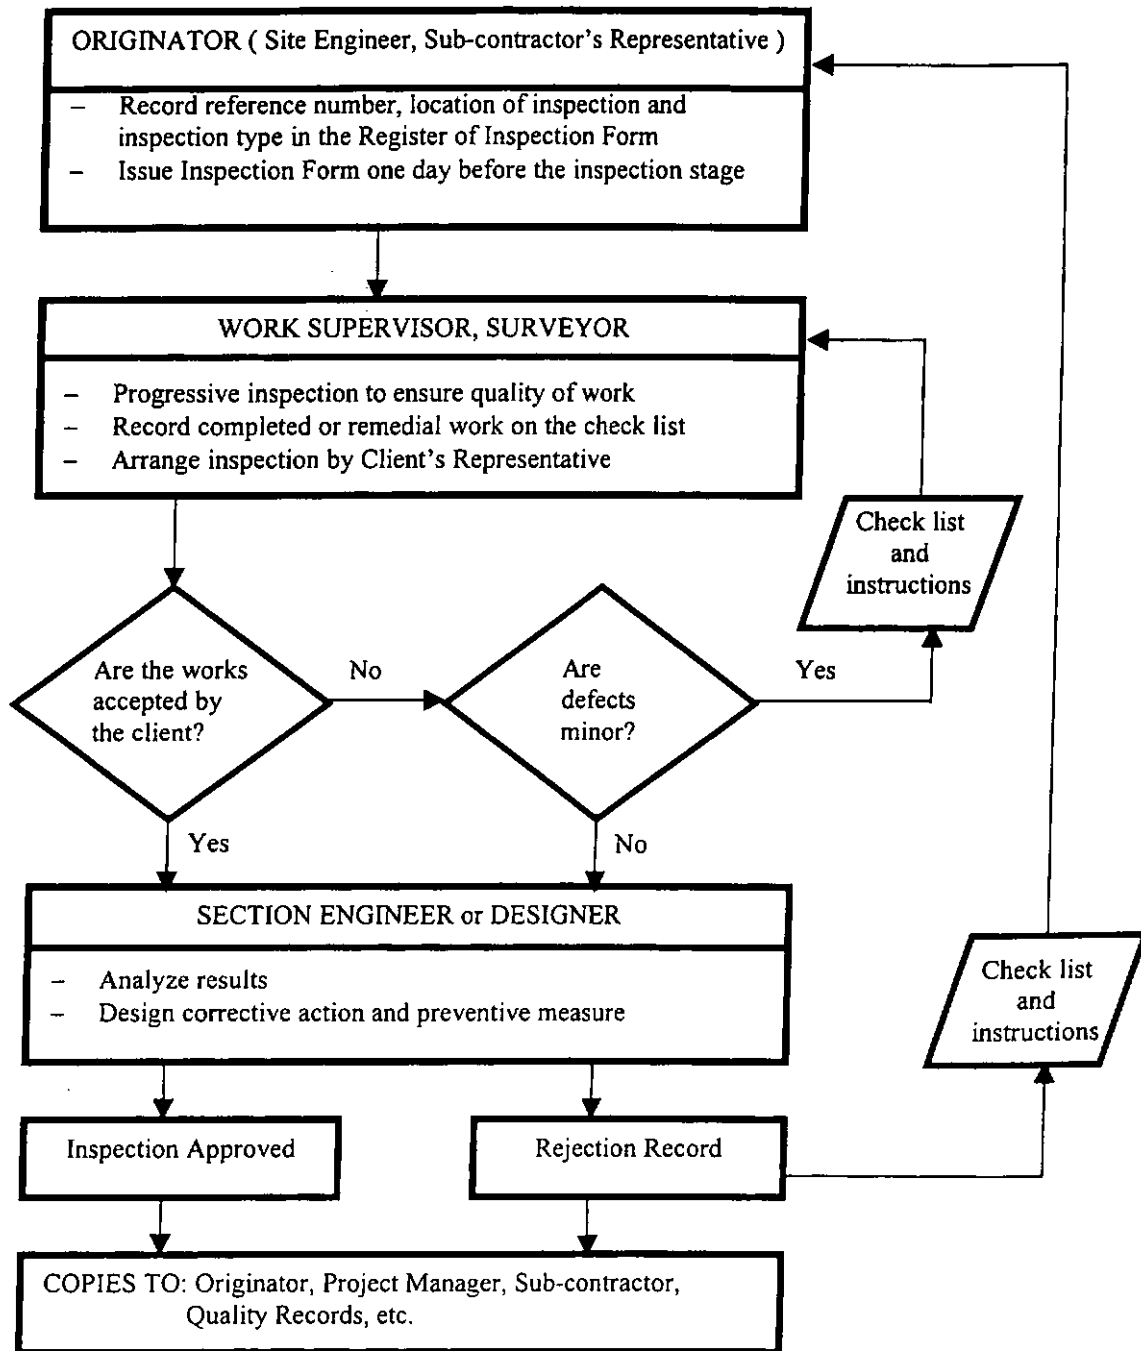 ORIGINATOR ( Site Engineer, Sub-contractor's Representative )
– Record reference number, location of inspection and
inspection type in the Register of Inspection Form
– Issue Inspection Form one day before the inspection stage
WORK SUPERVISOR, SURVEYOR
– Progressive inspection to ensure quality of work
– Record completed or remedial work on the check list
– Arrange inspection by Client's Representative
Check list
and
instructions
Are the works
accepted by
the client?
No
Are
defects
minor?
Yes
Yes
No
SECTION ENGINEER or DESIGNER
– Analyze results
– Design corrective action and preventive measure
Check list
and
instructions
Inspection Approved
Rejection Record
COPIES TO: Originator, Project Manager, Sub-contractor,
Quality Records, etc.